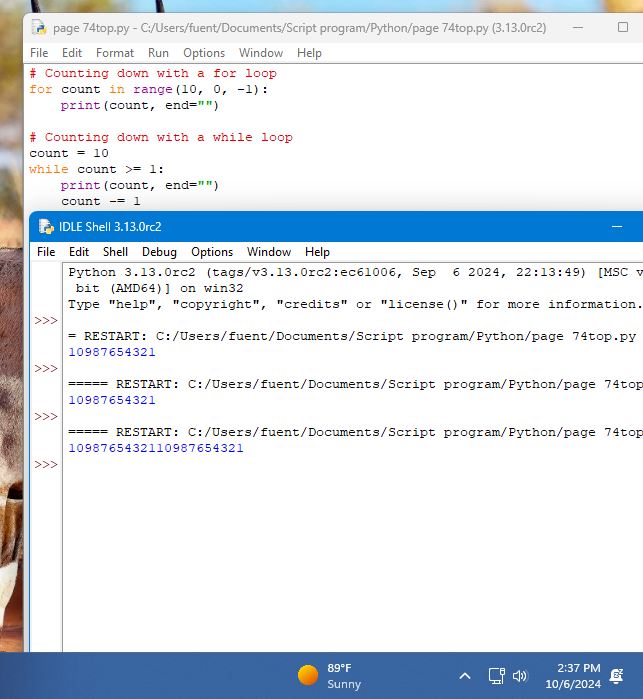 page 74top.py - C:/Users/fuent/Documents/Script program/Python/page 74top.py (3.13.0rc2)
File Edit Format Run Options Window Help
# Counting down with a for loop
for count in range(10, 0, -1):
    print(count, end="")

# Counting down with a while loop
count = 10
while count >= 1:
    print(count, end="")
    count -= 1
IDLE Shell 3.13.0rc2
File Edit Shell Debug Options Window Help
Python 3.13.0rc2 (tags/v3.13.0rc2:ec61006, Sep  6 2024, 22:13:49) [MSC v
 bit (AMD64)] on win32
Type "help", "copyright", "credits" or "license()" for more information.
>>>
= RESTART: C:/Users/fuent/Documents/Script program/Python/page 74top.py
10987654321
>>>
===== RESTART: C:/Users/fuent/Documents/Script program/Python/page 74top
10987654321
>>>
===== RESTART: C:/Users/fuent/Documents/Script program/Python/page 74top
1098765432110987654321
>>>
89°F
Sunny
2:37 PM
10/6/2024